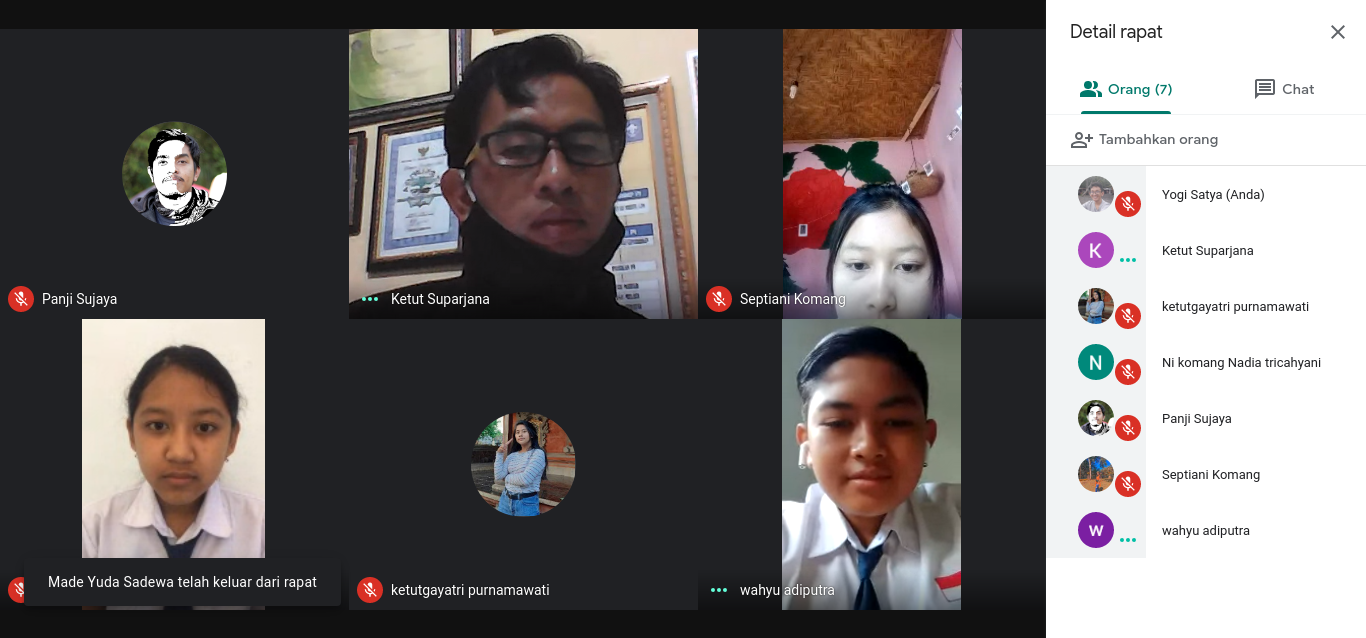 Panji Sujaya
Ketut Suparjana
Septiani Komang
Made Yuda Sadewa telah keluar dari rapat
ketutgayatri purnamawati
wahyu adiputra
Detail rapat
Orang (7)
Chat
Tambahkan orang
Yogi Satya (Anda)
K
Ketut Suparjana
ketutgayatri purnamawati
N
Ni komang Nadia tricahyani
Panji Sujaya
Septiani Komang
w
wahyu adiputra